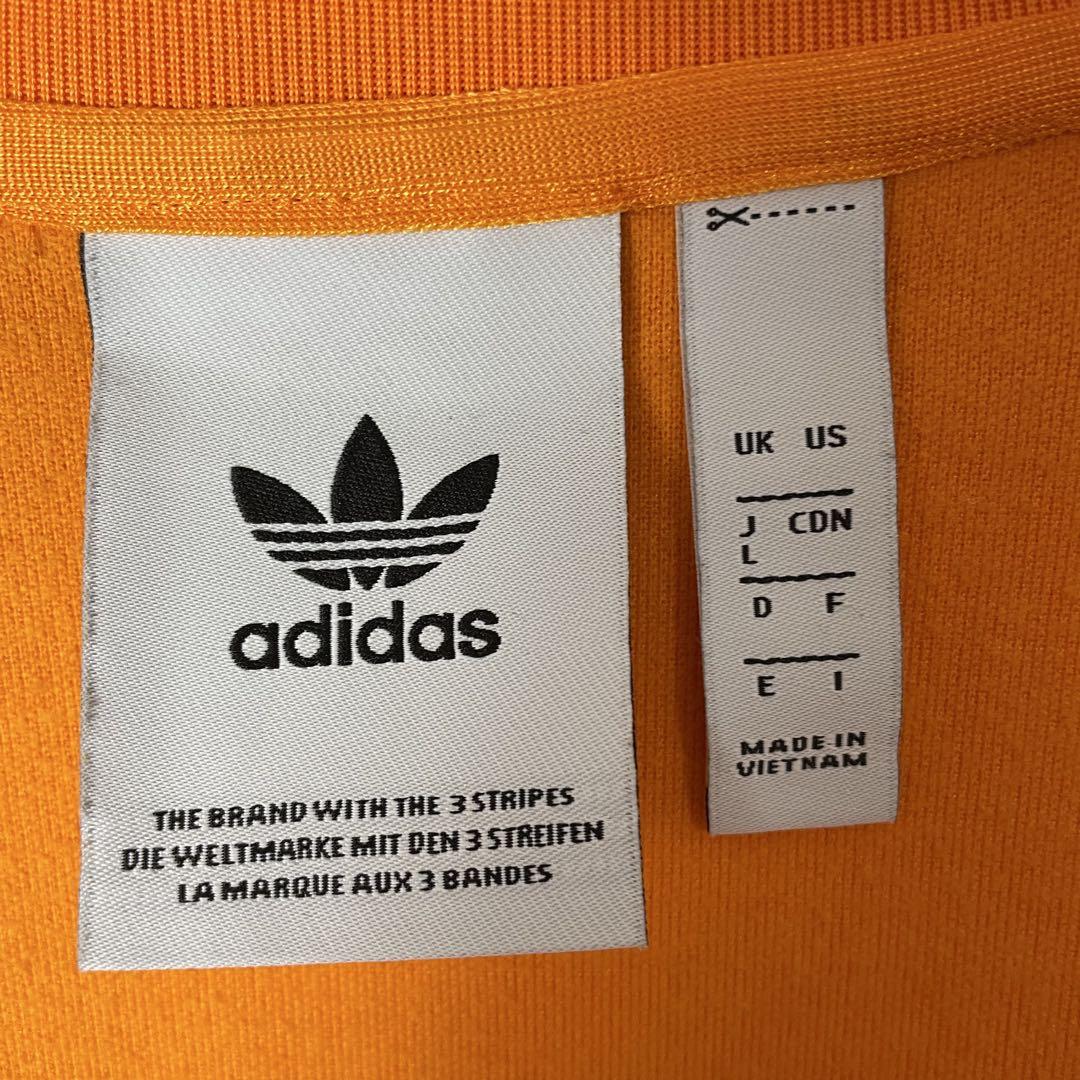 adidas
THE BRAND WITH THE 3 STRIPES
DIE WELTMARKE MIT DEN 3 STREIFEN
LA MARQUE AUX 3 BANDES
UK US
J CDN
L
D F
E I
MADE IN
VIETNAM